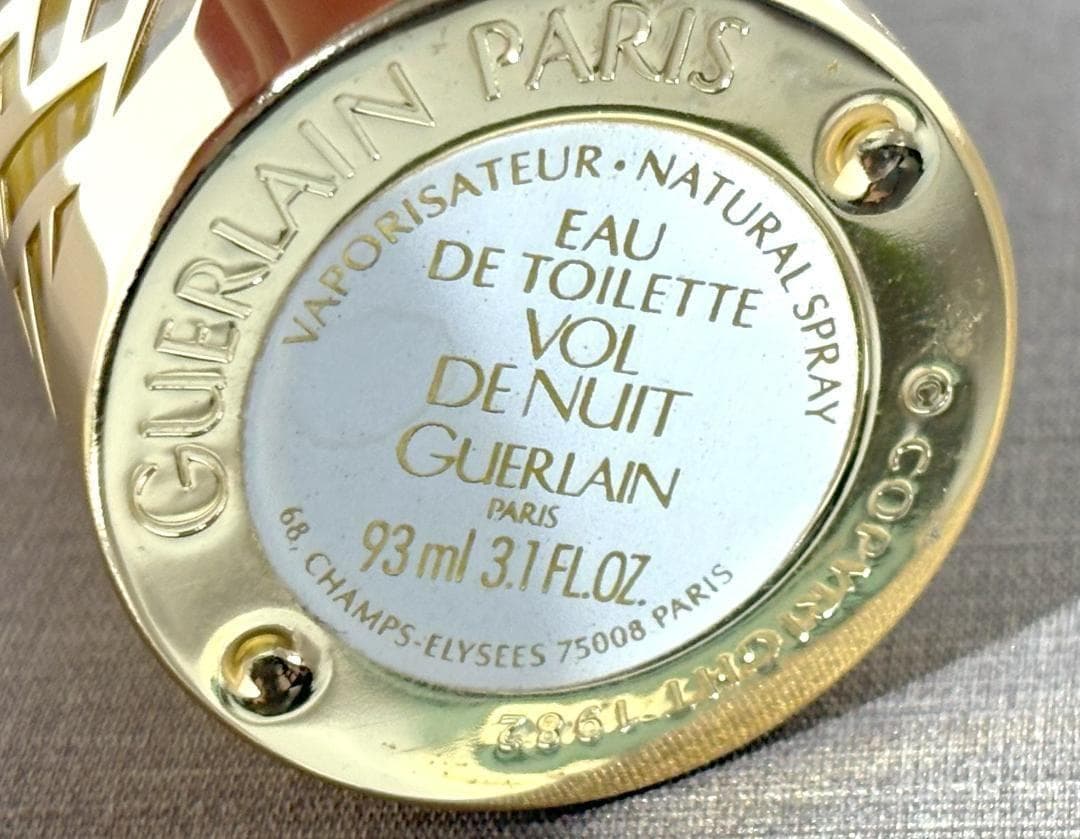 GUERLAIN PARIS
VAPORISATEUR • NATURAL SPRAY
EAU
DE TOILETTE
VOL
DE NUIT
GUERLAIN
PARIS
93 ml 3.1 FL.OZ.
68, CHAMPS-ELYSEES 75008 PARIS
© COPYRIGHT 1982